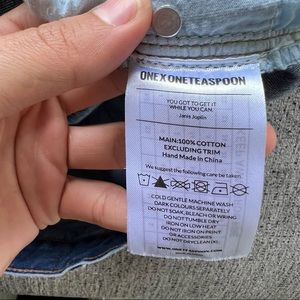 ONEXONETEASPOON
YOU GOT TO GET IT
WHILE YOU CAN.
Janis Joplin
MAIN:100% COTTON
EXCLUDING TRIM
Hand Made in China
We suggest the following care be taken:
COLD GENTLE MACHINE WASH
DARK COLOURS SEPARATELY
DO NOT SOAK, BLEACH OR WRING
DO NOT TUMBLE DRY
IRON ON LOW HEAT
DO NOT IRON ON PRINT
OR ACCESSORIES
DO NOT DRYCLEAN (X)